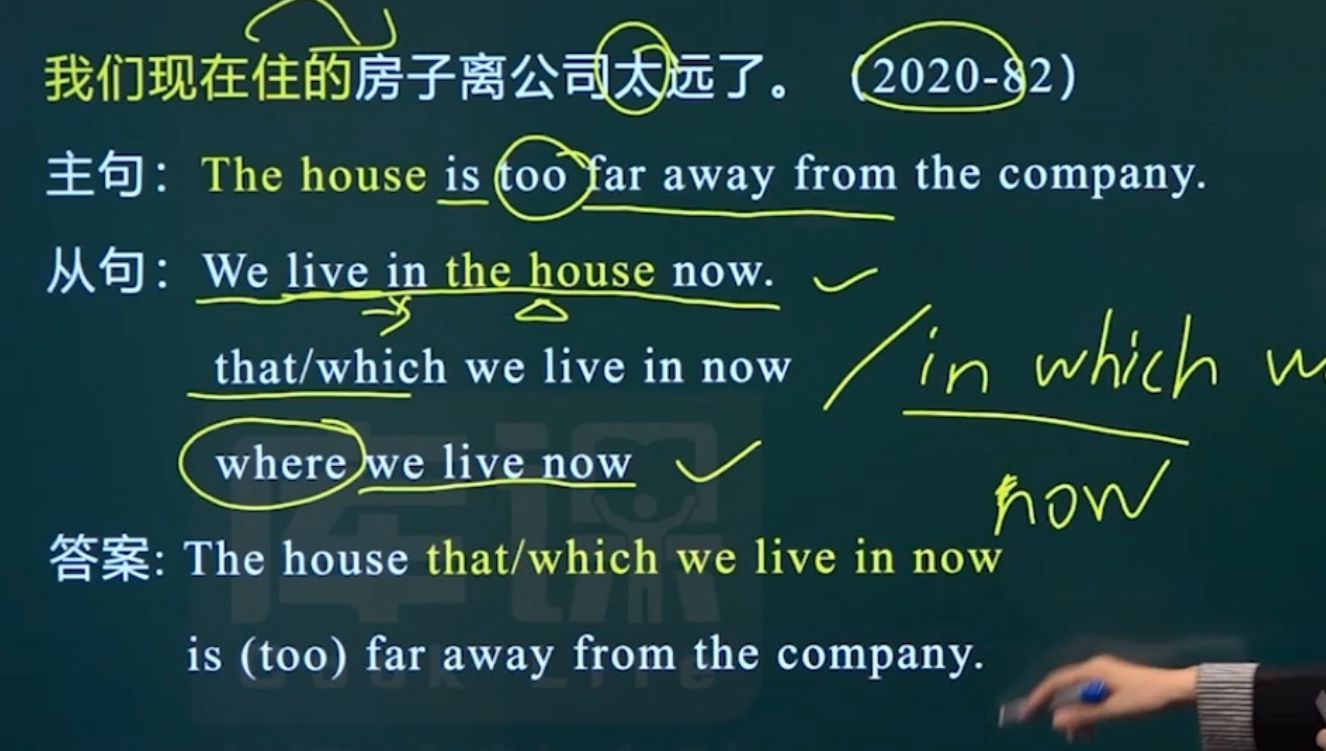 我们现在住的房子离公司太远了。 (2020-82)
主句: The house is too far away from the company.
从句: We live in the house now.
that/which we live in now / in which w
where we live now
now
答案: The house that/which we live in now
is (too) far away from the company.